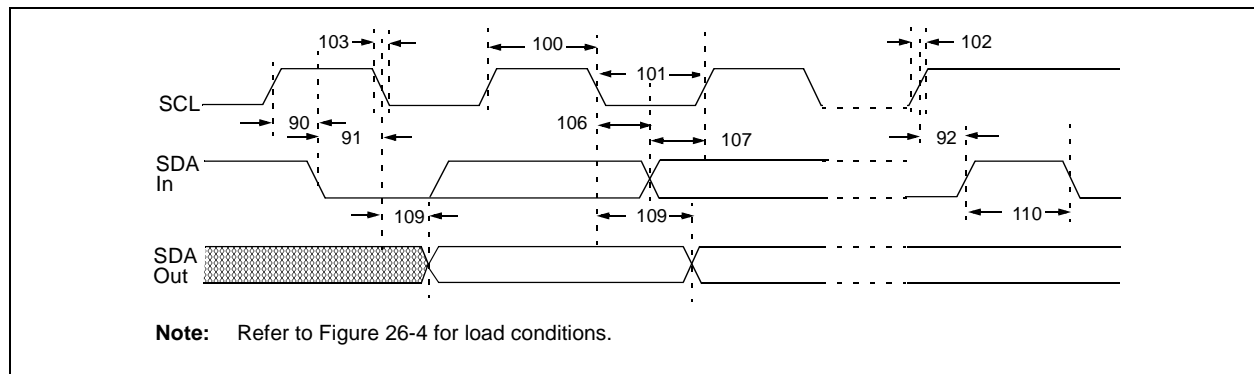 103
100
102
101
SCL
90
91
106
107
92
SDA
In
109
109
110
SDA
Out
Note: Refer to Figure 26-4 for load conditions.